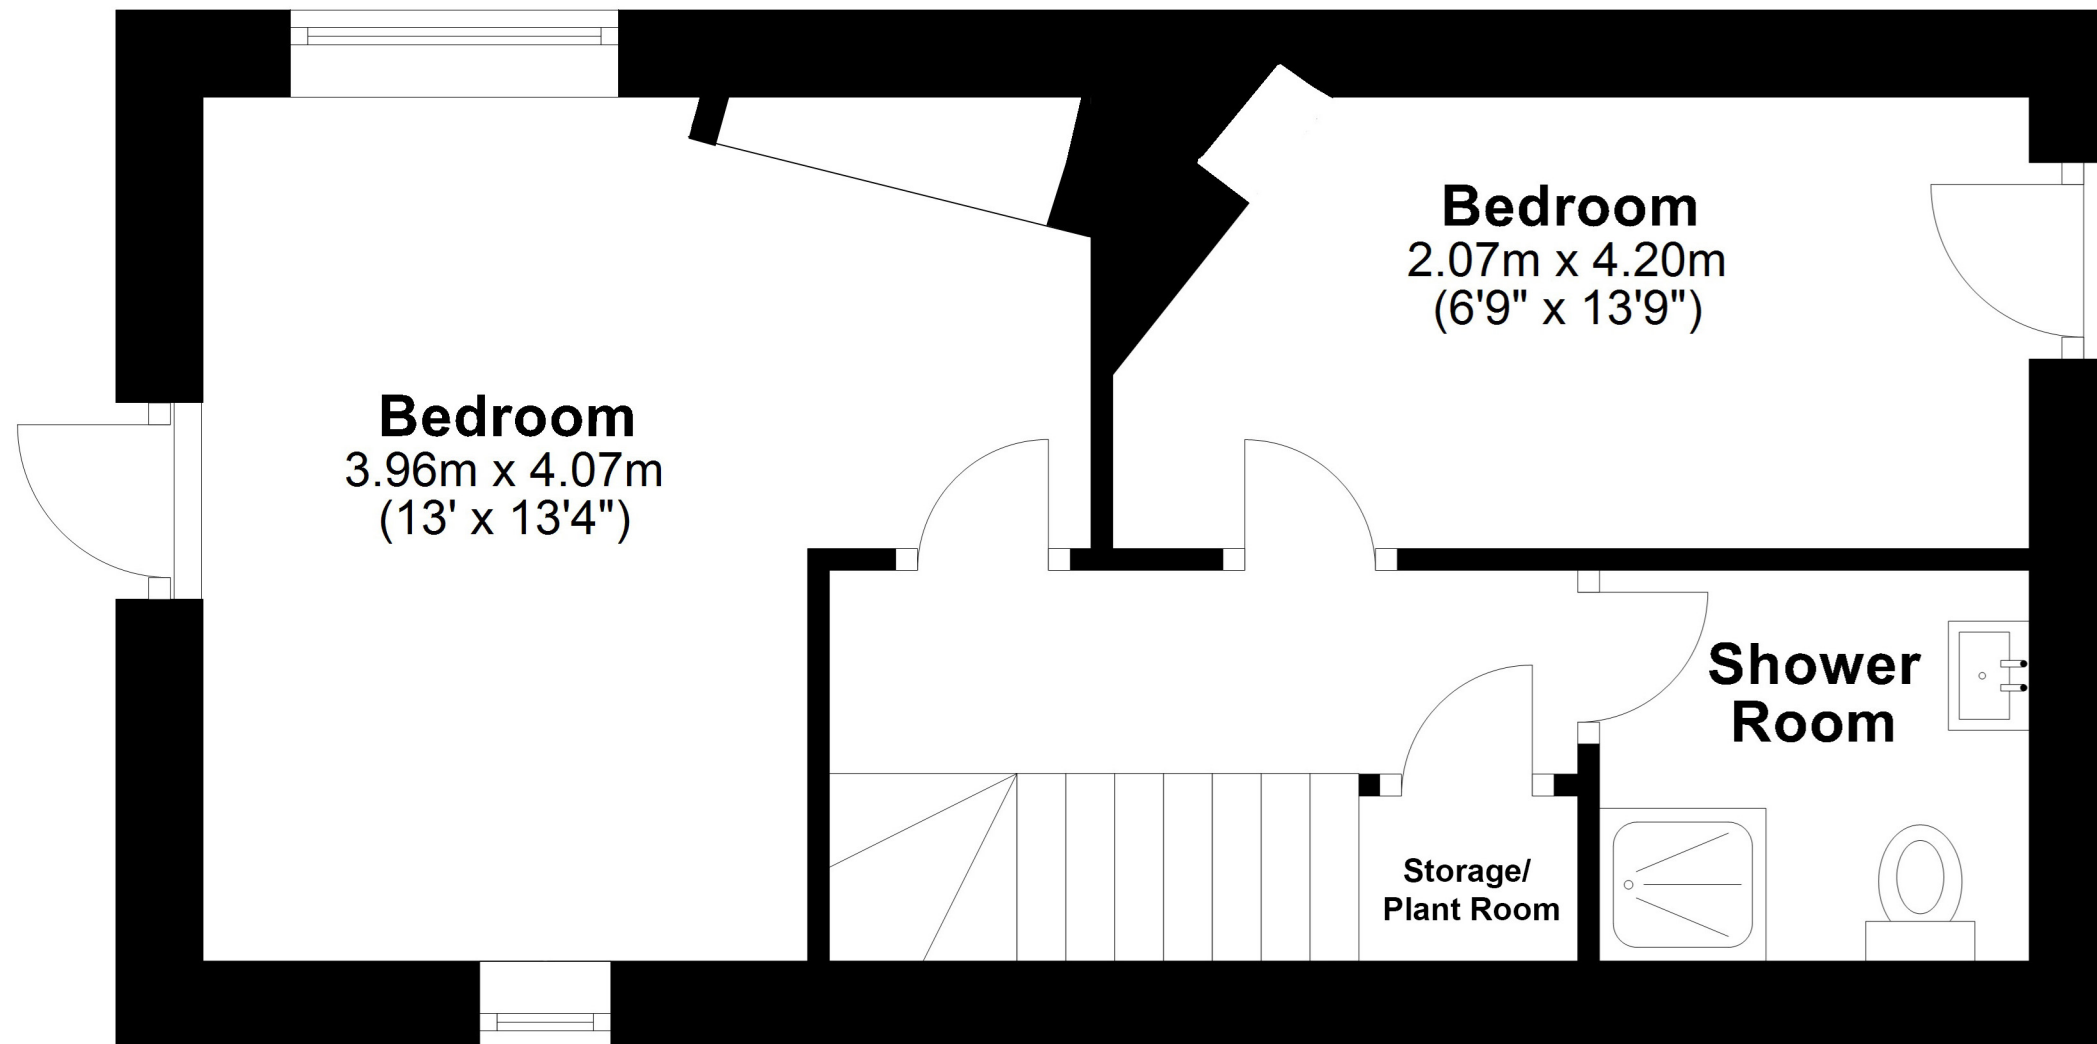 Bedroom
2.07m x 4.20m
(6'9" x 13'9")
Bedroom
3.96m x 4.07m
(13' x 13'4")
Shower
Room
Storage/
Plant Room